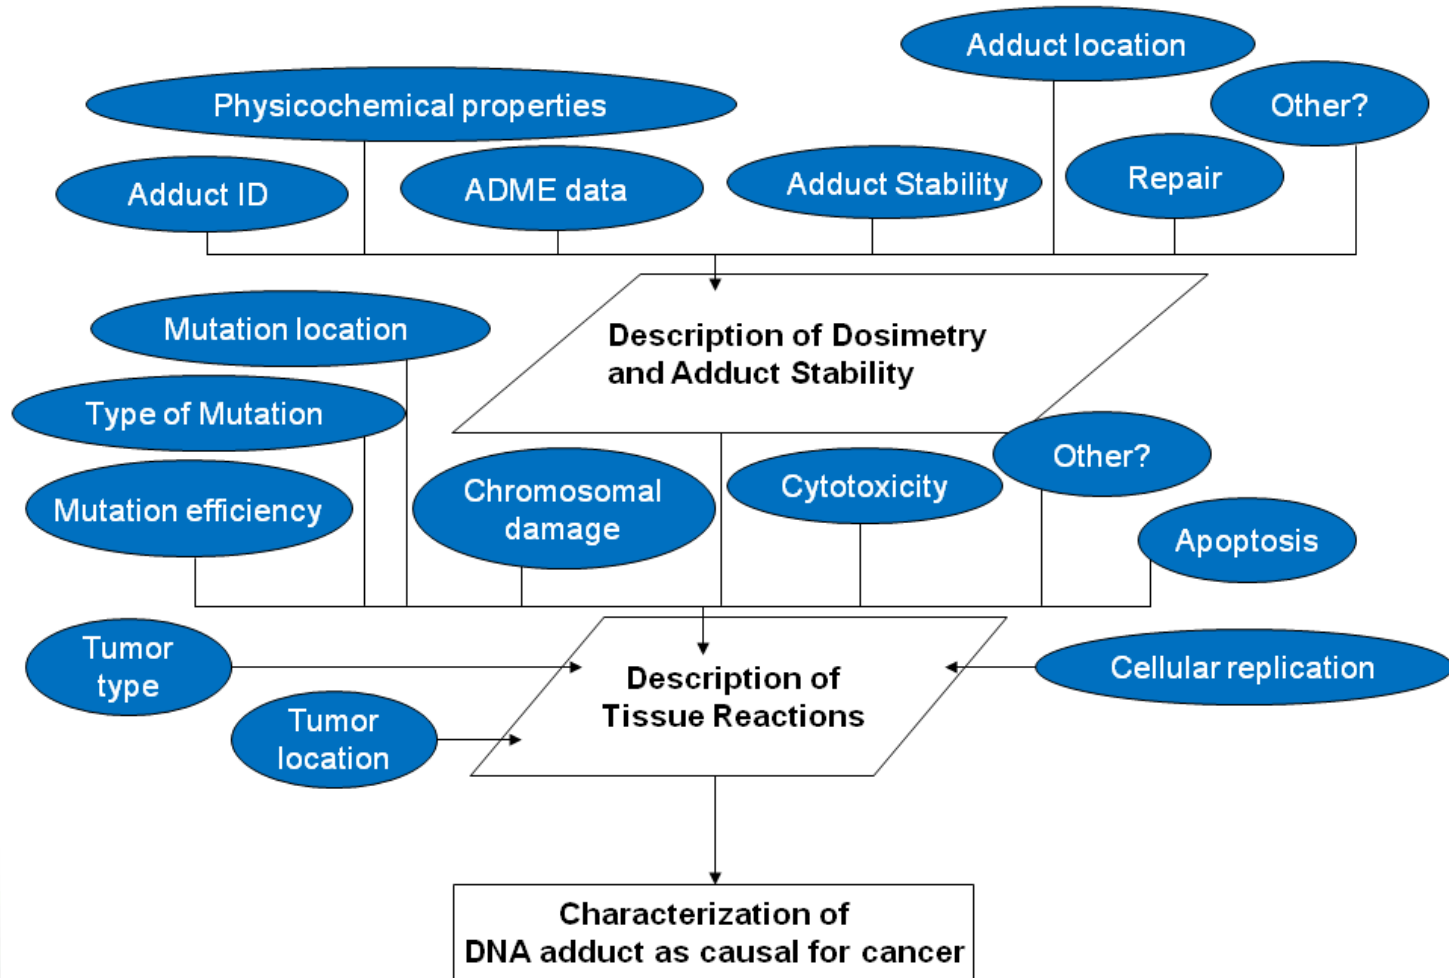 Adduct location
Physicochemical properties
Other?
Adduct ID
ADME data
Adduct Stability
Repair
Description of Dosimetry
and Adduct Stability
Mutation location
Type of Mutation
Mutation efficiency
Chromosomal
damage
Cytotoxicity
Other?
Apoptosis
Tumor
type
Tumor
location
Description of
Tissue Reactions
Cellular replication
Characterization of
DNA adduct as causal for cancer